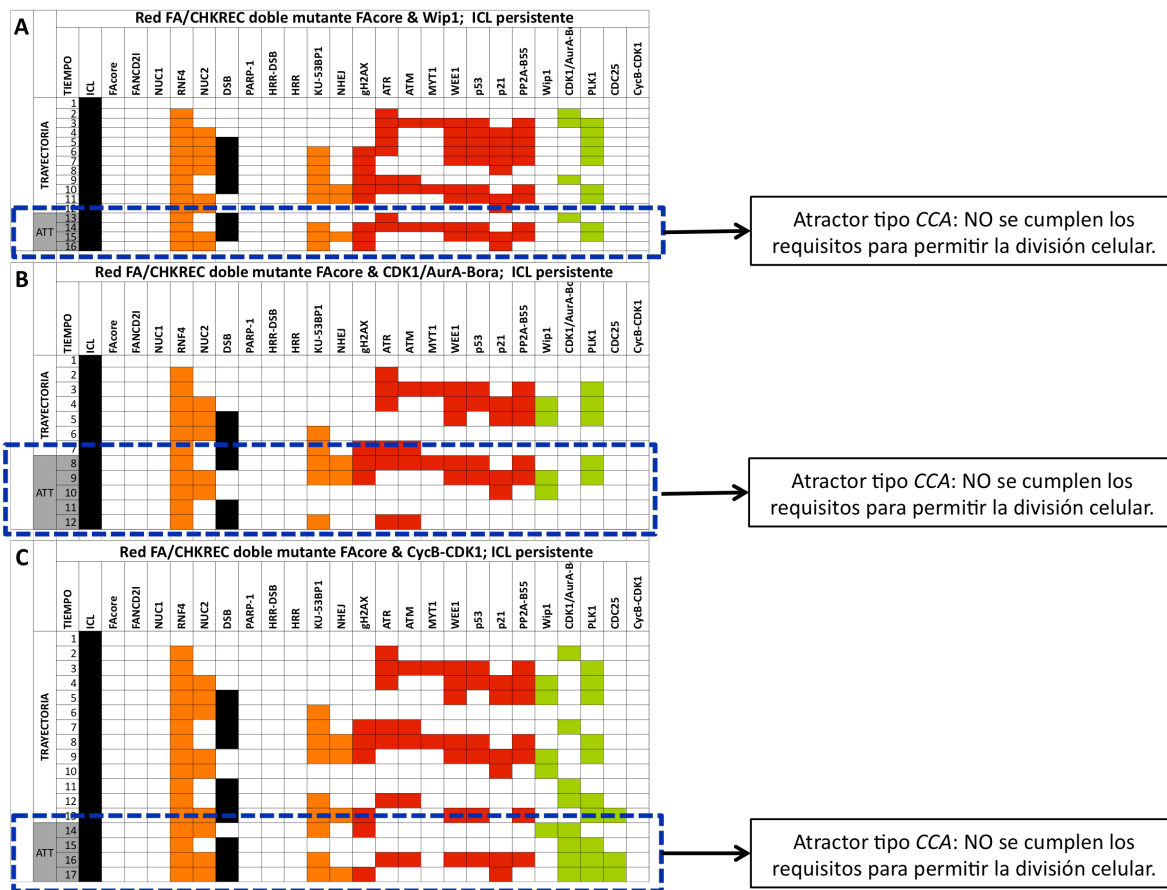 A
Red FA/CHKREC doble mutante FAcore & Wip1; ICL persistente
TIEMPO
ICL
FAcore
FANCD2I
NUC1
RNF4
NUC2
DSB
PARP-1
HRR-DSB
HRR
KU-53BP1
NHEJ
gH2AX
ATR
ATM
MYT1
WEE1
p53
p21
PP2A-B55
Wip1
CDK1/AurA-Bo
PLK1
CDC25
CycB-CDK1
TRAYECTORIA
1
2
3
4
5
6
7
8
9
10
11
ATT
13
14
15
16
Atractor tipo CCA: NO se cumplen los
requisitos para permitir la división celular.
B
Red FA/CHKREC doble mutante FAcore & CDK1/AurA-Bora; ICL persistente
TIEMPO
ICL
FAcore
FANCD2I
NUC1
RNF4
NUC2
DSB
PARP-1
HRR-DSB
HRR
KU-53BP1
NHEJ
gH2AX
ATR
ATM
MYT1
WEE1
p53
p21
PP2A-B55
Wip1
CDK1/AurA-Bo
PLK1
CDC25
CycB-CDK1
TRAYECTORIA
1
2
3
4
5
6
7
ATT
8
9
10
11
12
Atractor tipo CCA: NO se cumplen los
requisitos para permitir la división celular.
C
Red FA/CHKREC doble mutante FAcore & CycB-CDK1; ICL persistente
TIEMPO
ICL
FAcore
FANCD2I
NUC1
RNF4
NUC2
DSB
PARP-1
HRR-DSB
HRR
KU-53BP1
NHEJ
gH2AX
ATR
ATM
MYT1
WEE1
p53
p21
PP2A-B55
Wip1
CDK1/AurA-Bo
PLK1
CDC25
CycB-CDK1
TRAYECTORIA
1
2
3
4
5
6
7
8
9
10
11
12
13
ATT
14
15
16
17
Atractor tipo CCA: NO se cumplen los
requisitos para permitir la división celular.